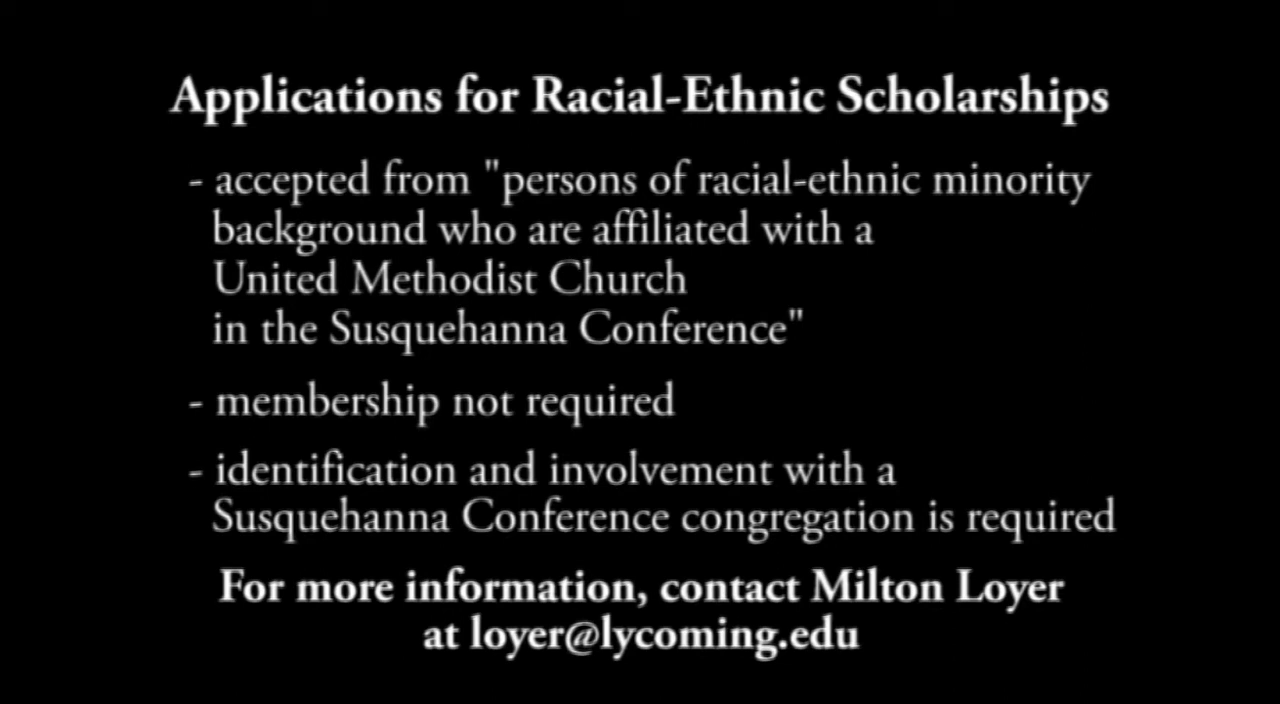 Applications for Racial-Ethnic Scholarships
- accepted from "persons of racial-ethnic minority
background who are affiliated with a
United Methodist Church
in the Susquehanna Conference"
- membership not required
- identification and involvement with a
Susquehanna Conference congregation is required
For more information, contact Milton Loyer
at loyer@lycoming.edu